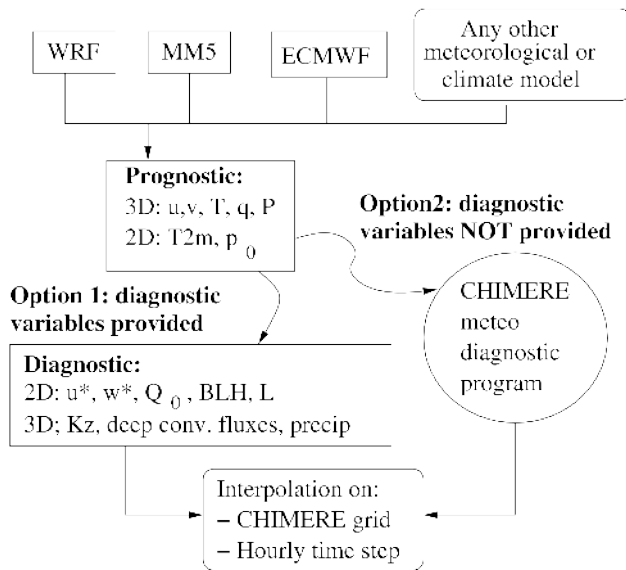 WRF
MM5
ECMWF
Any other
meteorological or
climate model
Prognostic:
3D: u,v, T, q, P
2D: T2m, p 0
Option2: diagnostic
variables NOT provided
Option 1: diagnostic
variables provided
CHIMERE
meteo
diagnostic
program
Diagnostic:
2D: u*, w*, Q 0 , BLH, L
3D; Kz, deep conv. fluxes, precip
Interpolation on:
– CHIMERE grid
– Hourly time step